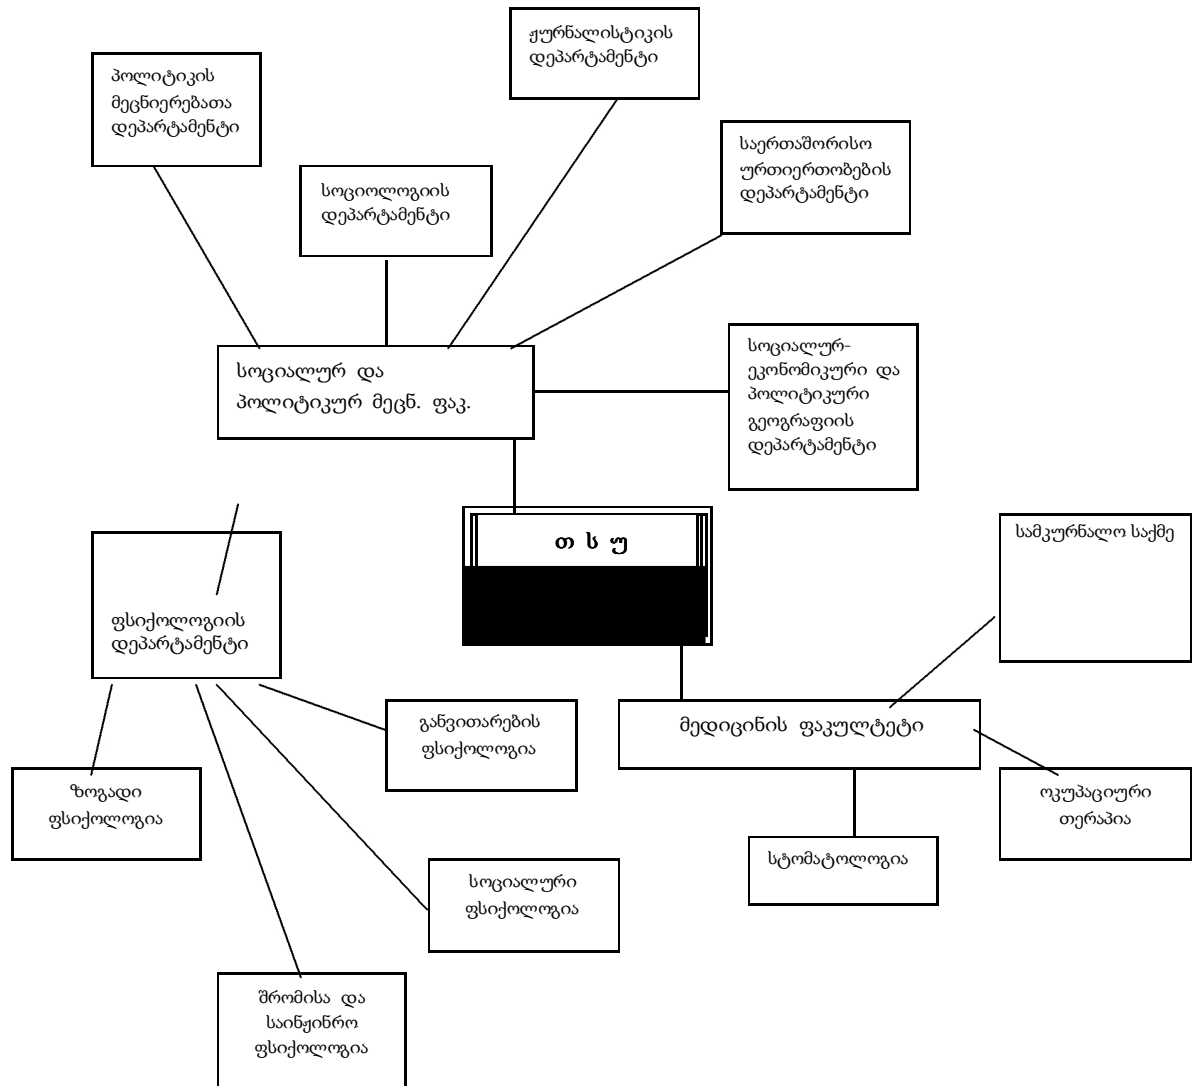 ჟურნალისტიკის
დეპარტამენტი
პოლიტიკის
მეცნიერებათა
დეპარტამენტი
საერთაშორისო
ურთიერთობების
დეპარტამენტი
სოციოლოგიის
დეპარტამენტი
სოციალურ და
პოლიტიკურ მეცნ. ფაკ.
სოციალურ-
ეკონომიკური და
პოლიტიკური
გეოგრაფიის
დეპარტამენტი
თ ს უ
სამკურნალო საქმე
ფსიქოლოგიის
დეპარტამენტი
განვითარების
ფსიქოლოგია
მედიცინის ფაკულტეტი
ზოგადი
ფსიქოლოგია
ოკუპაციური
თერაპია
სტომატოლოგია
სოციალური
ფსიქოლოგია
შრომისა და
საინჟინრო
ფსიქოლოგია